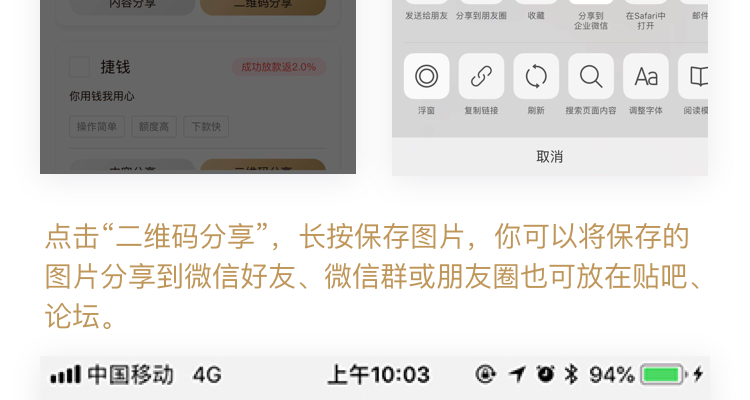 内容分享
二维码分享
捷钱
成功放款返2.0%
你用钱我用心
操作简单
额度高
下款快
内容分享
二维码分享
发送给朋友
分享到朋友圈
收藏
分享到
企业微信
在Safari中
打开
邮件
浮窗
复制链接
刷新
搜索页面内容
AA
调整字体
阅读模
取消
点击“二维码分享”，长按保存图片，你可以将保存的
图片分享到微信好友、微信群或朋友圈也可放在贴吧、
论坛。
中国移动 4G 上午10:03 94%